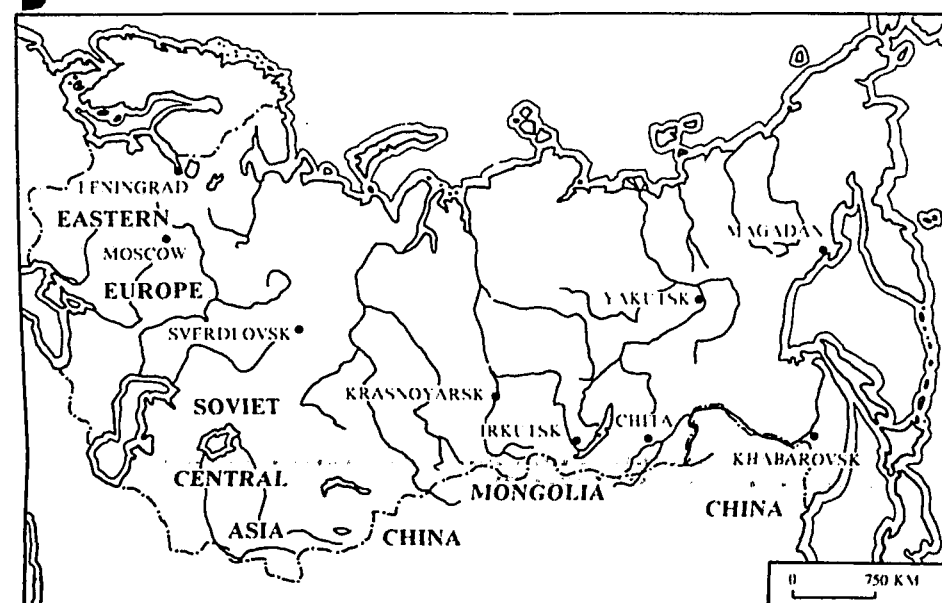 LENINGRAD
EASTERN
MAGADAN
MOSCOW
EUROPE
YAKUTSK
SVERDLOVSK
KRASNOYARSK
SOVIET
IRKUTSK
CHITA
KHABAROVSK
CENTRAL
MONGOLIA
CHINA
ASIA
CHINA
0 750 KM